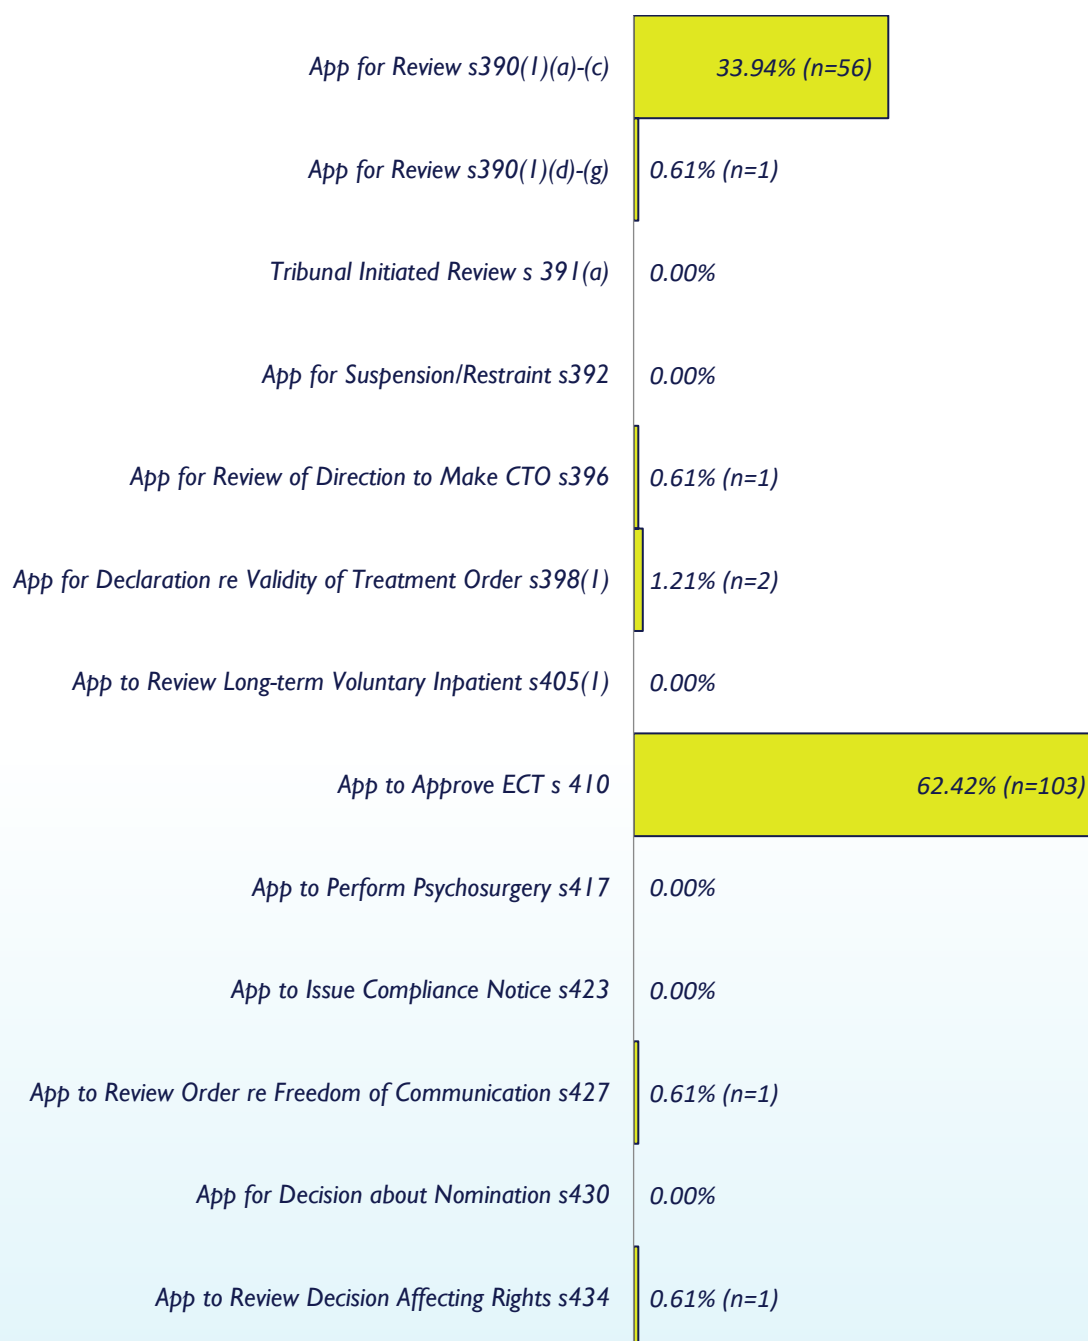 App for Review s390(1)(a)-(c) 33.94% (n=56)
App for Review s390(1)(d)-(g) 0.61% (n=1)
Tribunal Initiated Review s 391(a) 0.00%
App for Suspension/Restraint s392 0.00%
App for Review of Direction to Make CTO s396 0.61% (n=1)
App for Declaration re Validity of Treatment Order s398(1) 1.21% (n=2)
App to Review Long-term Voluntary Inpatient s405(1) 0.00%
App to Approve ECT s 410 62.42% (n=103)
App to Perform Psychosurgery s417 0.00%
App to Issue Compliance Notice s423 0.00%
App to Review Order re Freedom of Communication s427 0.61% (n=1)
App for Decision about Nomination s430 0.00%
App to Review Decision Affecting Rights s434 0.61% (n=1)